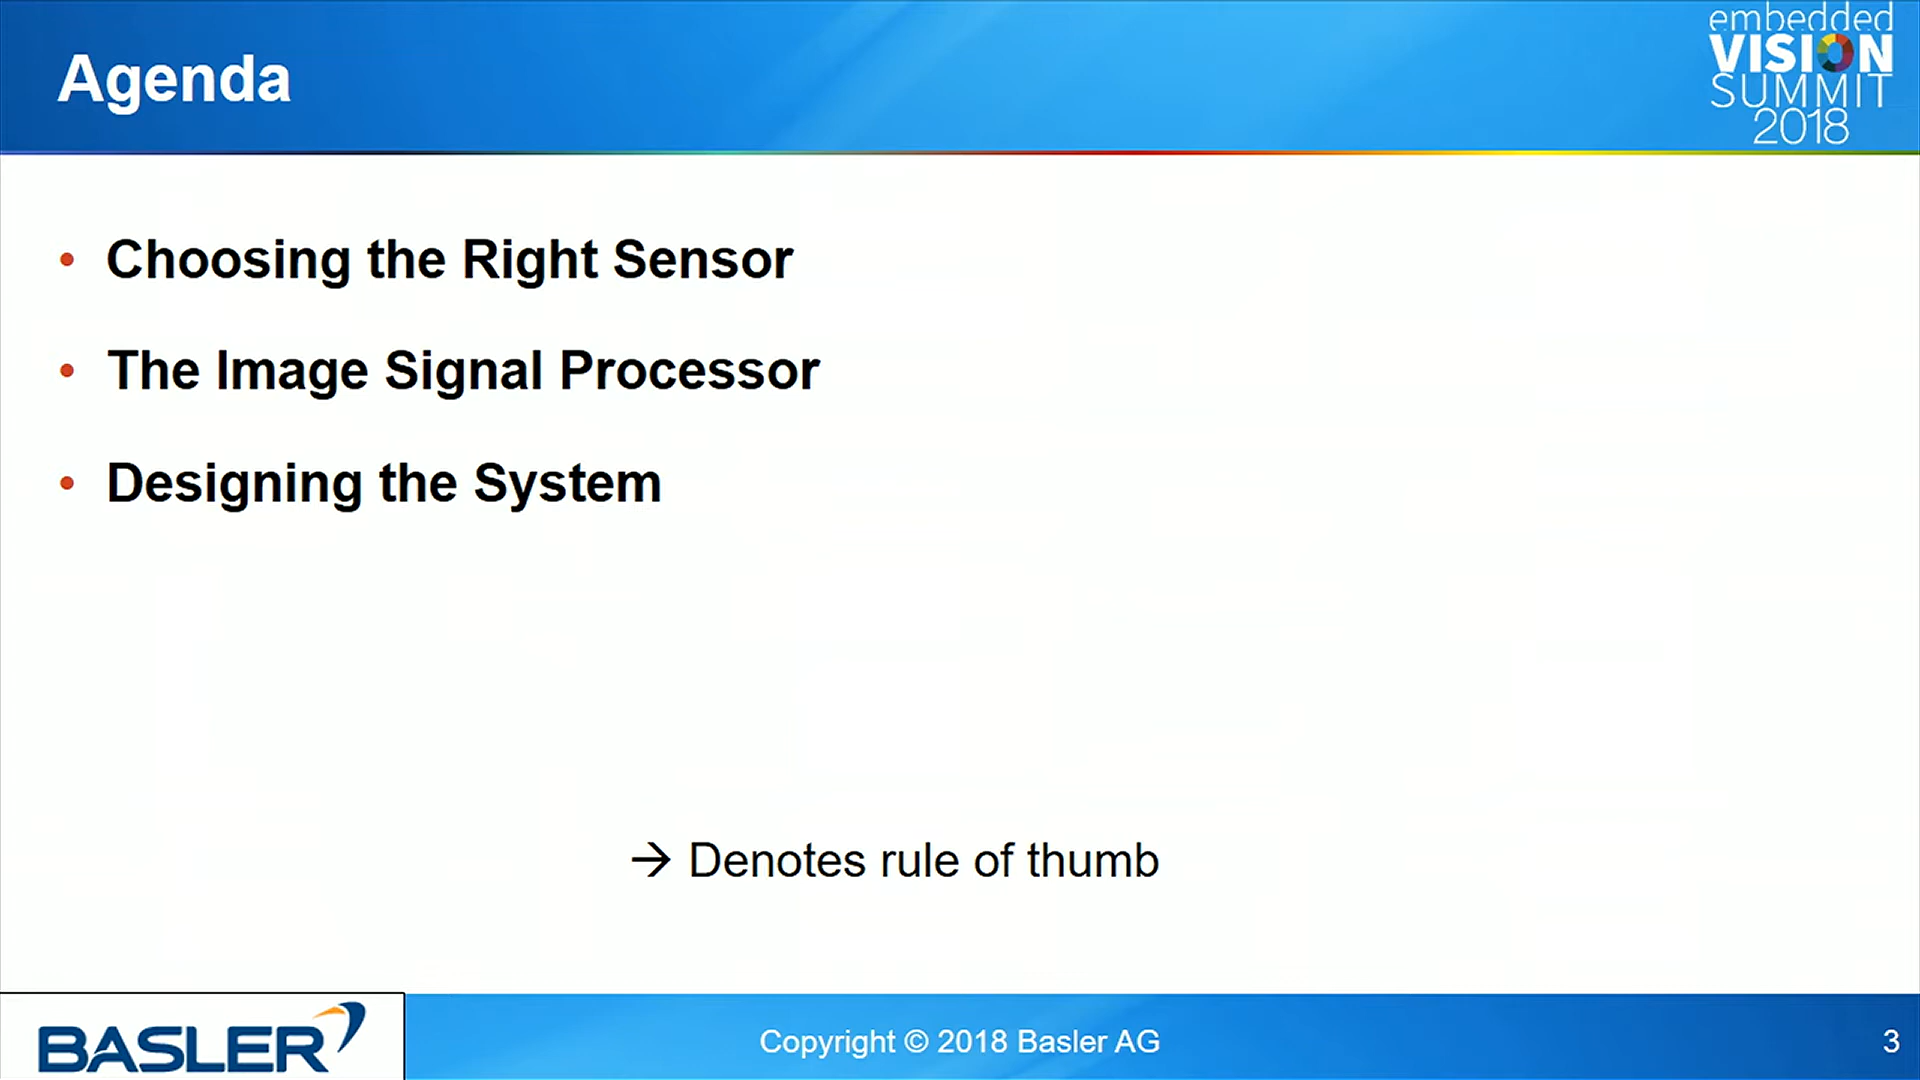 Agenda
embedded
VISION
SUMMIT
2018
• Choosing the Right Sensor
• The Image Signal Processor
• Designing the System
→ Denotes rule of thumb
BASLER
Copyright © 2018 Basler AG
3